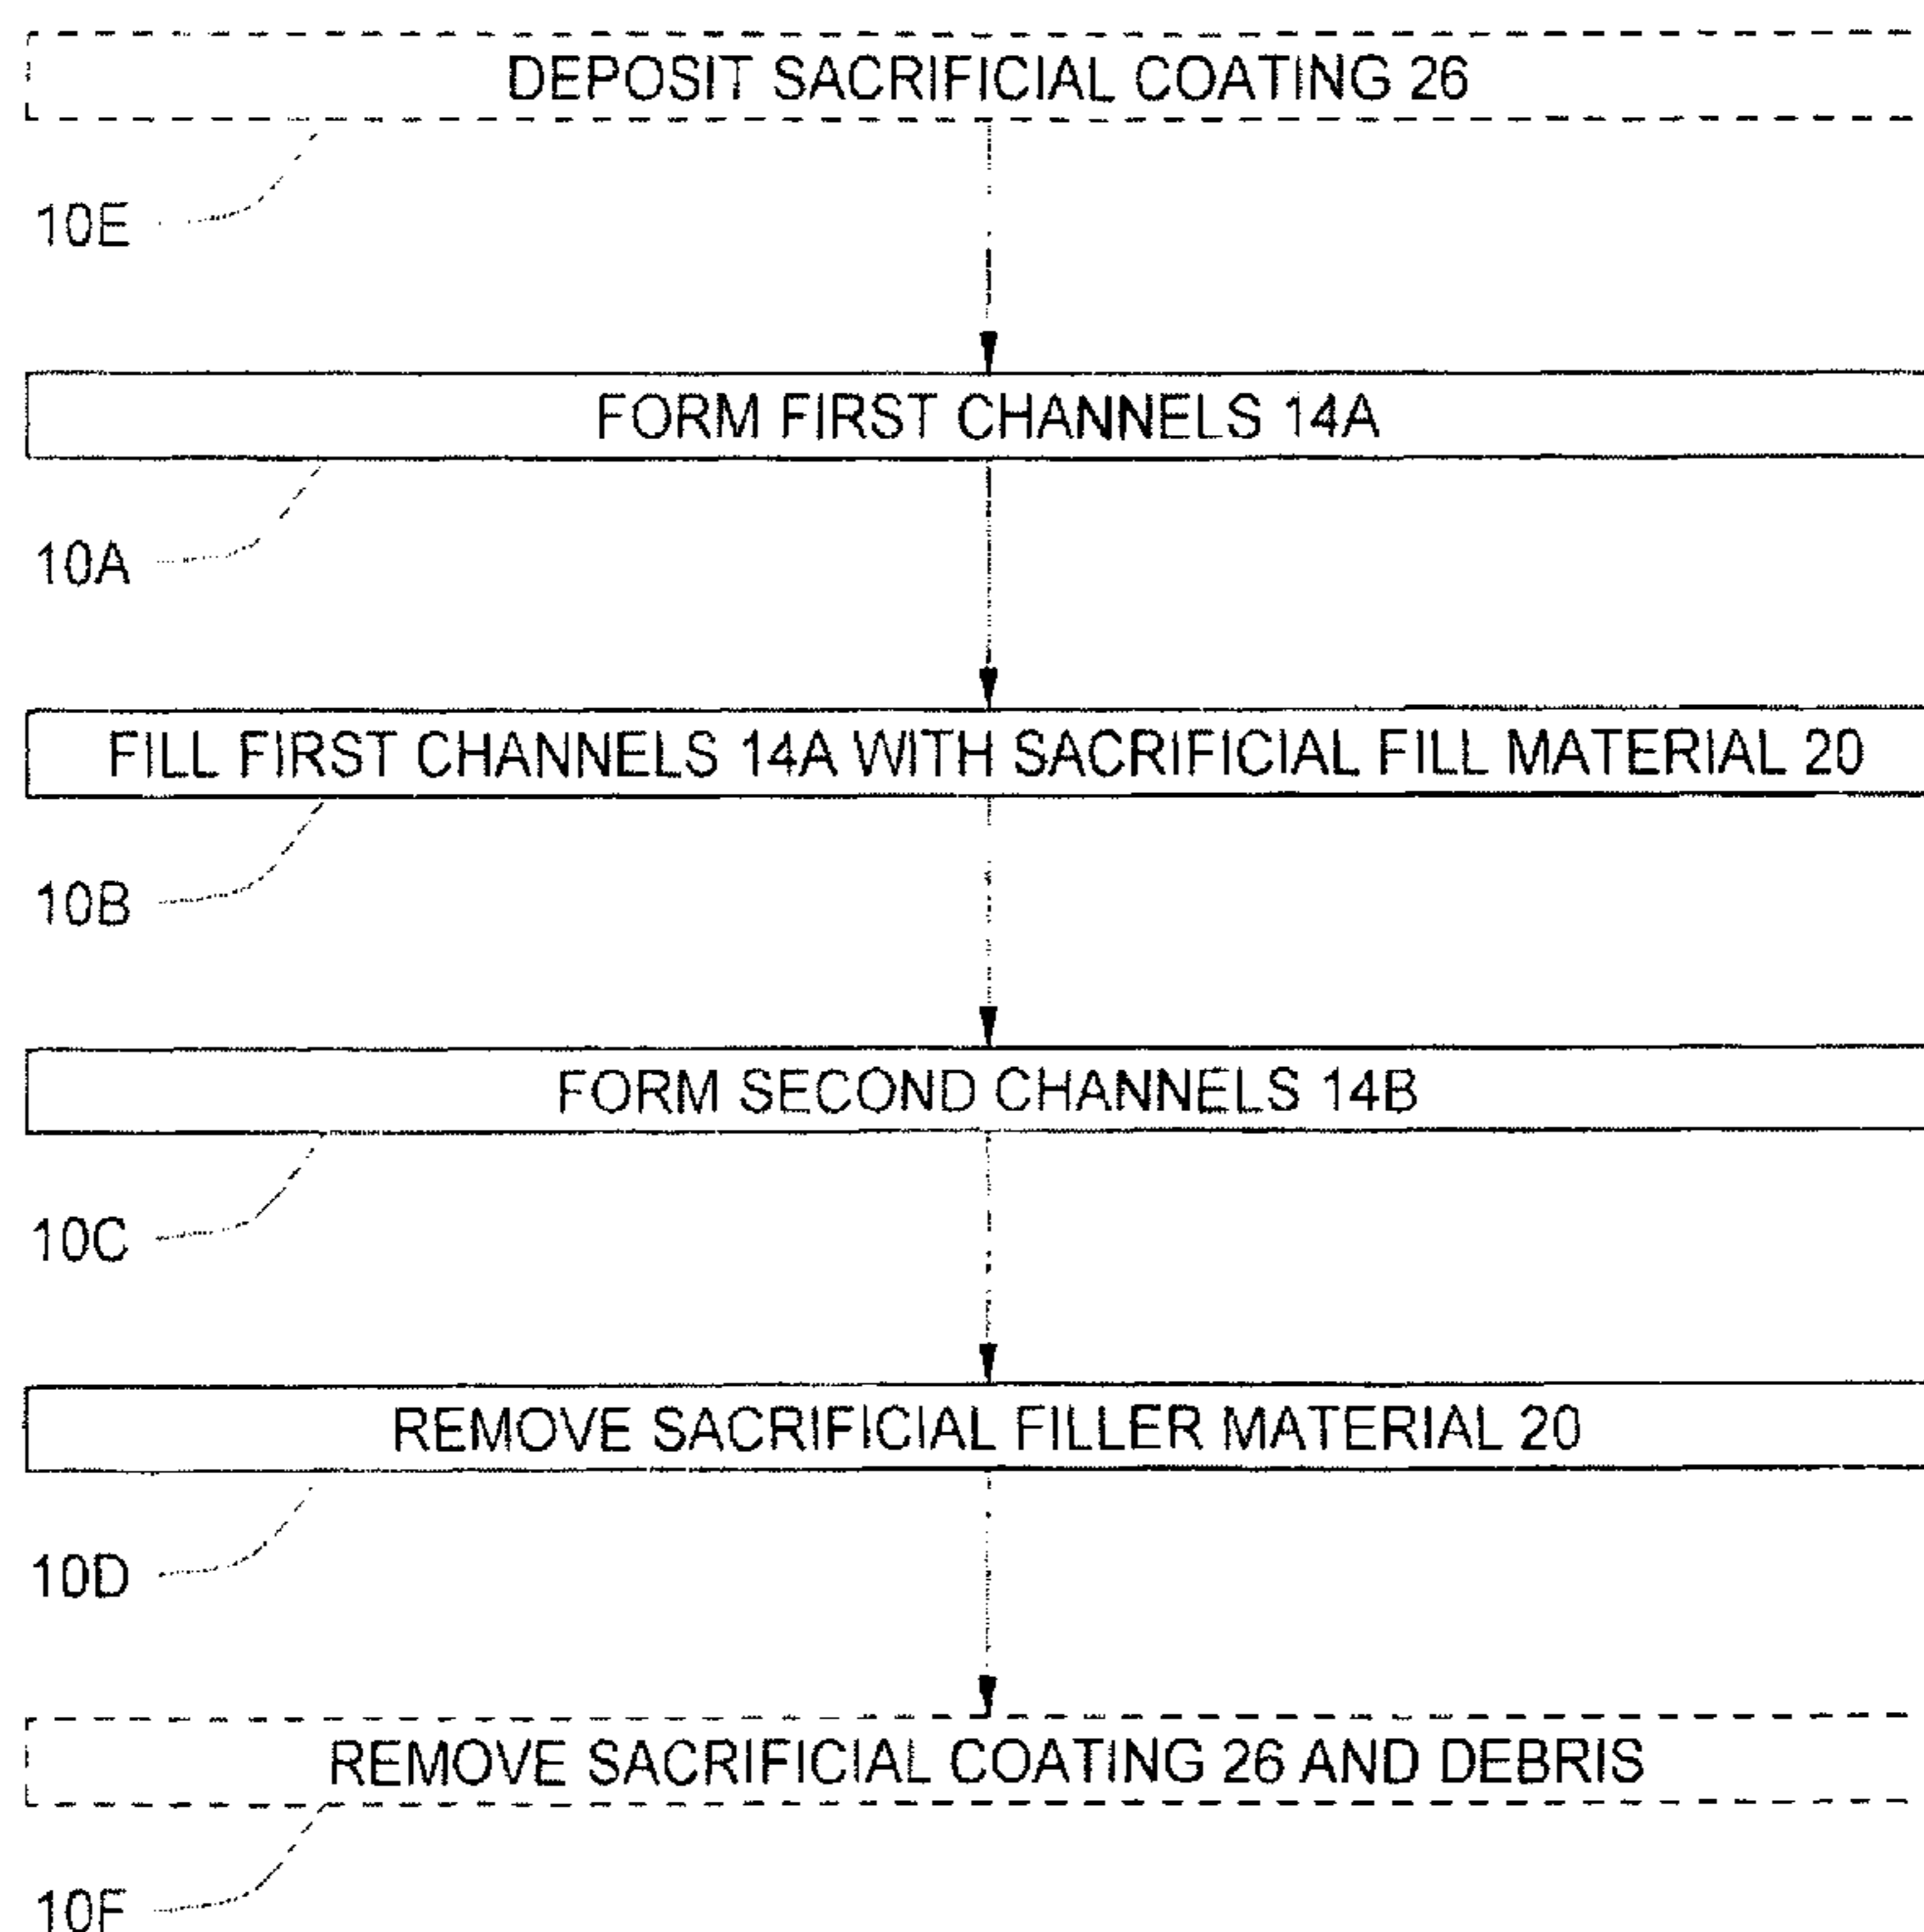 DEPOSIT SACRIFICIAL COATING 26
10E
FORM FIRST CHANNELS 14A
10A
FILL FIRST CHANNELS 14A WITH SACRIFICIAL FILL MATERIAL 20
10B
FORM SECOND CHANNELS 14B
10C
REMOVE SACRIFICIAL FILLER MATERIAL 20
10D
REMOVE SACRIFICIAL COATING 26 AND DEBRIS
10F